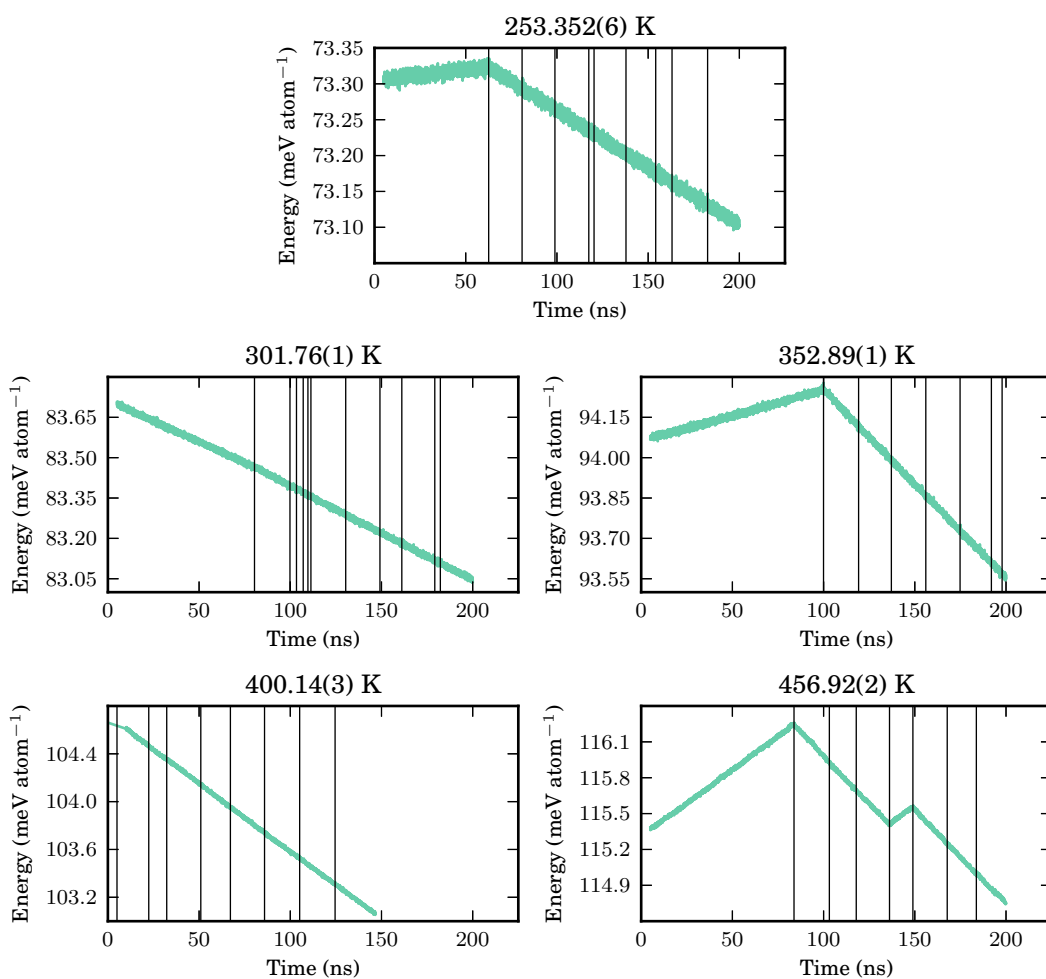 253.352(6) K
Energy (meV atom⁻¹)
73.35
73.30
73.25
73.20
73.15
73.10
0 50 100 150 200
Time (ns)
301.76(1) K
Energy (meV atom⁻¹)
83.65
83.50
83.35
83.20
83.05
0 50 100 150 200
Time (ns)
352.89(1) K
Energy (meV atom⁻¹)
94.15
94.00
93.85
93.70
93.55
0 50 100 150 200
Time (ns)
400.14(3) K
Energy (meV atom⁻¹)
104.4
104.0
103.6
103.2
0 50 100 150 200
Time (ns)
456.92(2) K
Energy (meV atom⁻¹)
116.1
115.8
115.5
115.2
114.9
0 50 100 150 200
Time (ns)